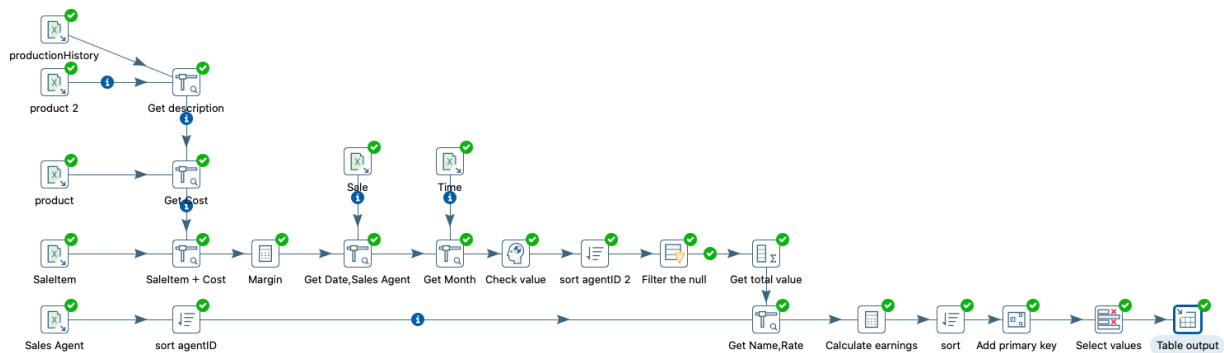 productionHistory
product 2
Get description
product
Get Cost
Sale
Time
SaleItem
SaleItem + Cost
Margin
Get Date,Sales Agent
Get Month
Check value
sort agentID 2
Filter the null
Get total value
Sales Agent
sort agentID
Get Name,Rate
Calculate earnings
sort
Add primary key
Select values
Table output